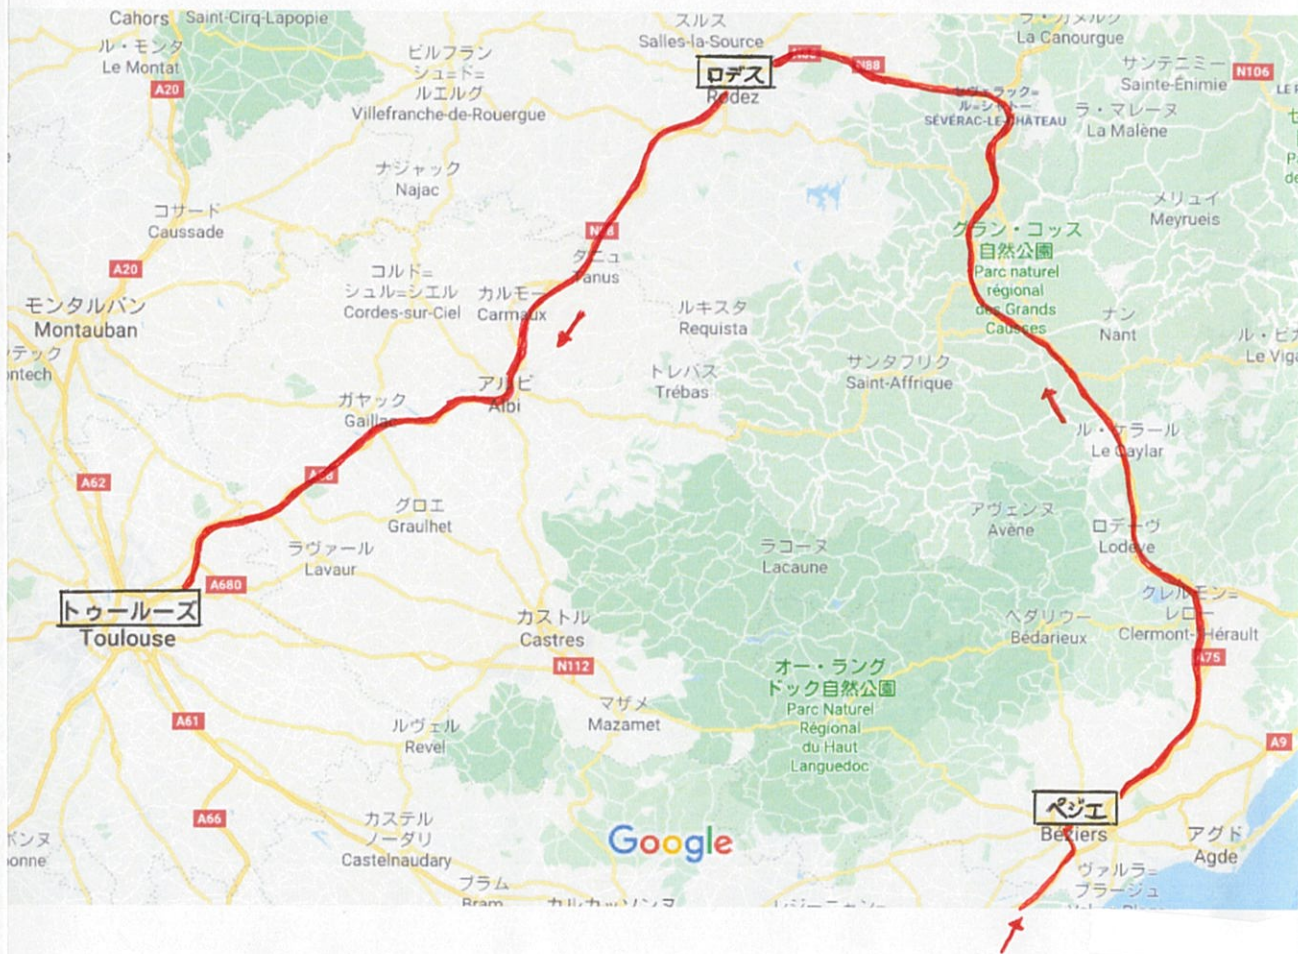 Cahors
Saint-Cirq-Lapopie
ル・モンタ
Le Montat
A20
ビルフラン
シュ=ド=
ルエルグ
Villefranche-de-Rouergue
スルス
Salles-la-Source
ロデス
Rodez
N88
N88
La Canourgue
サンテニミー
Sainte-Enimie
N106
セヴェラック=
ル=シャトー
SÉVÉRAC-LE-CHÂTEAU
ラ・マレーヌ
La Malène
ナジャック
Najac
コサード
Caussade
メリュイ
Meyrueis
A20
N88
タニュ
Tanus
グラン・コッス
自然公園
Parc naturel
régional
des Grands
Causses
コルド=
シュル=シエル
Cordes-sur-Ciel
カルモー
Carmaux
モンタルバン
Montauban
ルキスタ
Requista
ナン
Nant
サンタフリク
Saint-Affrique
トレバス
Trébas
アルビ
Albi
ガヤック
Gaillac
ル・ケラール
Le Caylar
A62
A68
グロエ
Graulhet
アヴェンヌ
Avène
ロデーヴ
Lodève
ラヴァール
Lavaur
ラコーヌ
Lacaune
A680
トゥールーズ
Toulouse
クレルモン=
レロー
Clermont-l'Hérault
カストル
Castres
ベダリウー
Bédarieux
A75
N112
オー・ラング
ドック自然公園
Parc Naturel
Régional
du Haut
Languedoc
マザメ
Mazamet
A61
ルヴェル
Revel
A9
A66
カステル
ノーダリ
Castelnaudary
ペジエ
Béziers
アグド
Agde
Google
ヴァルラ=
プラージュ
ブラム
Bram
カルカッソンヌ